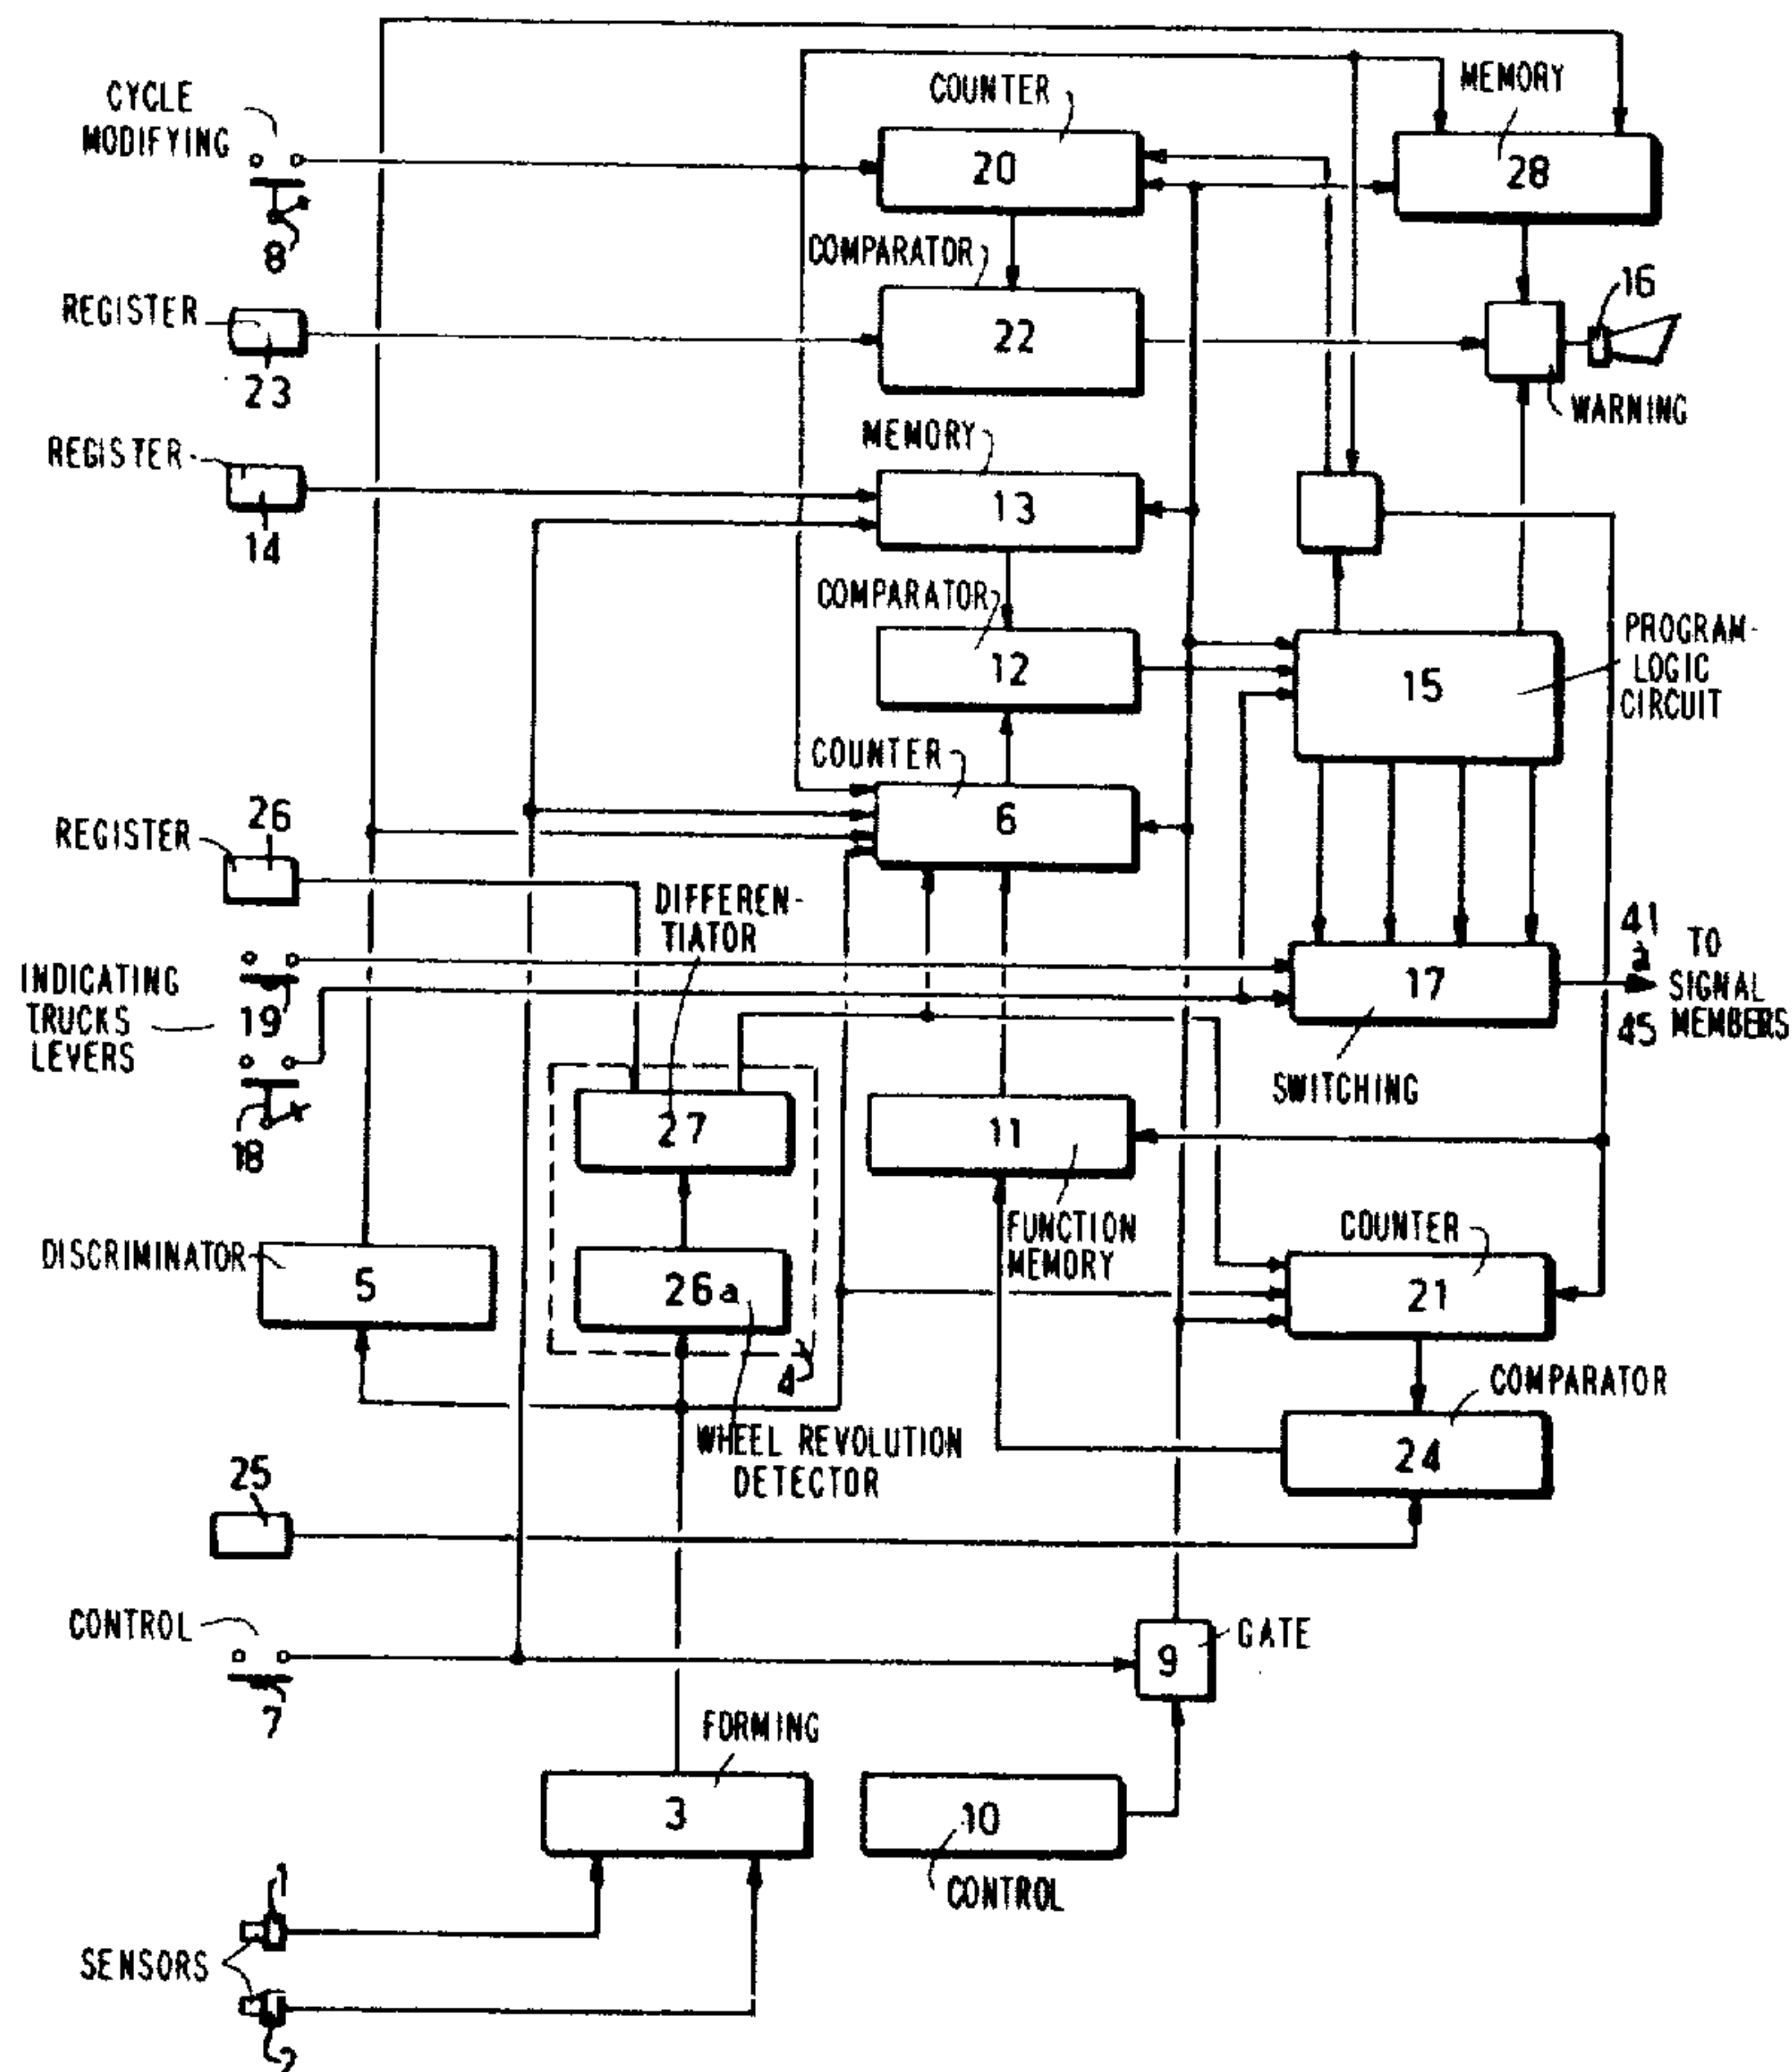 CYCLE
MODIFYING
8
COUNTER
20
MEMORY
28
COMPARATOR
22
REGISTER
23
16
WARNING
REGISTER
14
MEMORY
13
COMPARATOR
12
PROGRAM-
LOGIC
CIRCUIT
15
COUNTER
6
REGISTER
26
DIFFEREN-
TIATOR
INDICATING
TRUCKS
LEVERS
19
18
17
SWITCHING
41
à
45
TO
SIGNAL
MEMBERS
27
11
FUNCTION
MEMORY
DISCRIMINATOR
5
26a
4
WHEEL REVOLUTION
DETECTOR
COUNTER
21
COMPARATOR
24
25
CONTROL
7
GATE
9
FORMING
3
10
CONTROL
SENSORS
1
2